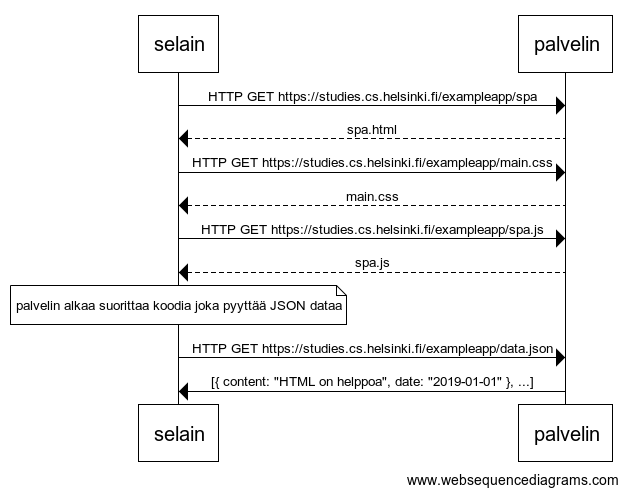 selain
palvelin
HTTP GET https://studies.cs.helsinki.fi/exampleapp/spa
spa.html
HTTP GET https://studies.cs.helsinki.fi/exampleapp/main.css
main.css
HTTP GET https://studies.cs.helsinki.fi/exampleapp/spa.js
spa.js
palvelin alkaa suorittaa koodia joka pyyttää JSON dataa
HTTP GET https://studies.cs.helsinki.fi/exampleapp/data.json
[{ content: "HTML on helppoa", date: "2019-01-01" }, ...]
selain
palvelin
www.websequencediagrams.com